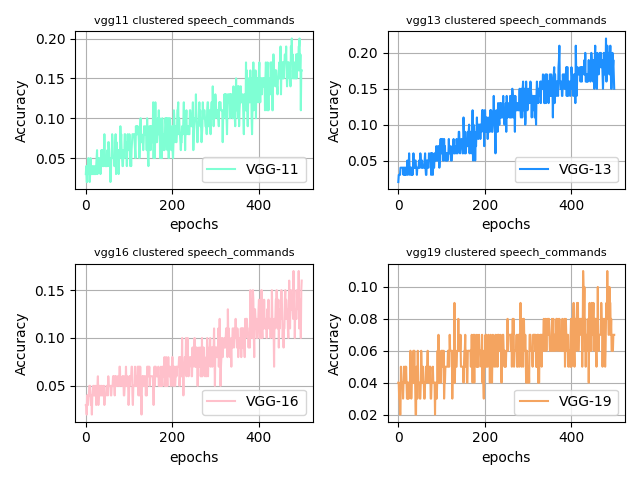 vgg11 clustered speech_commands
Accuracy
0.20
0.15
0.10
0.05
0 200 400
epochs
VGG-11
vgg13 clustered speech_commands
Accuracy
0.20
0.15
0.10
0.05
0 200 400
epochs
VGG-13
vgg16 clustered speech_commands
Accuracy
0.15
0.10
0.05
0 200 400
epochs
VGG-16
vgg19 clustered speech_commands
Accuracy
0.10
0.08
0.06
0.04
0.02
0 200 400
epochs
VGG-19